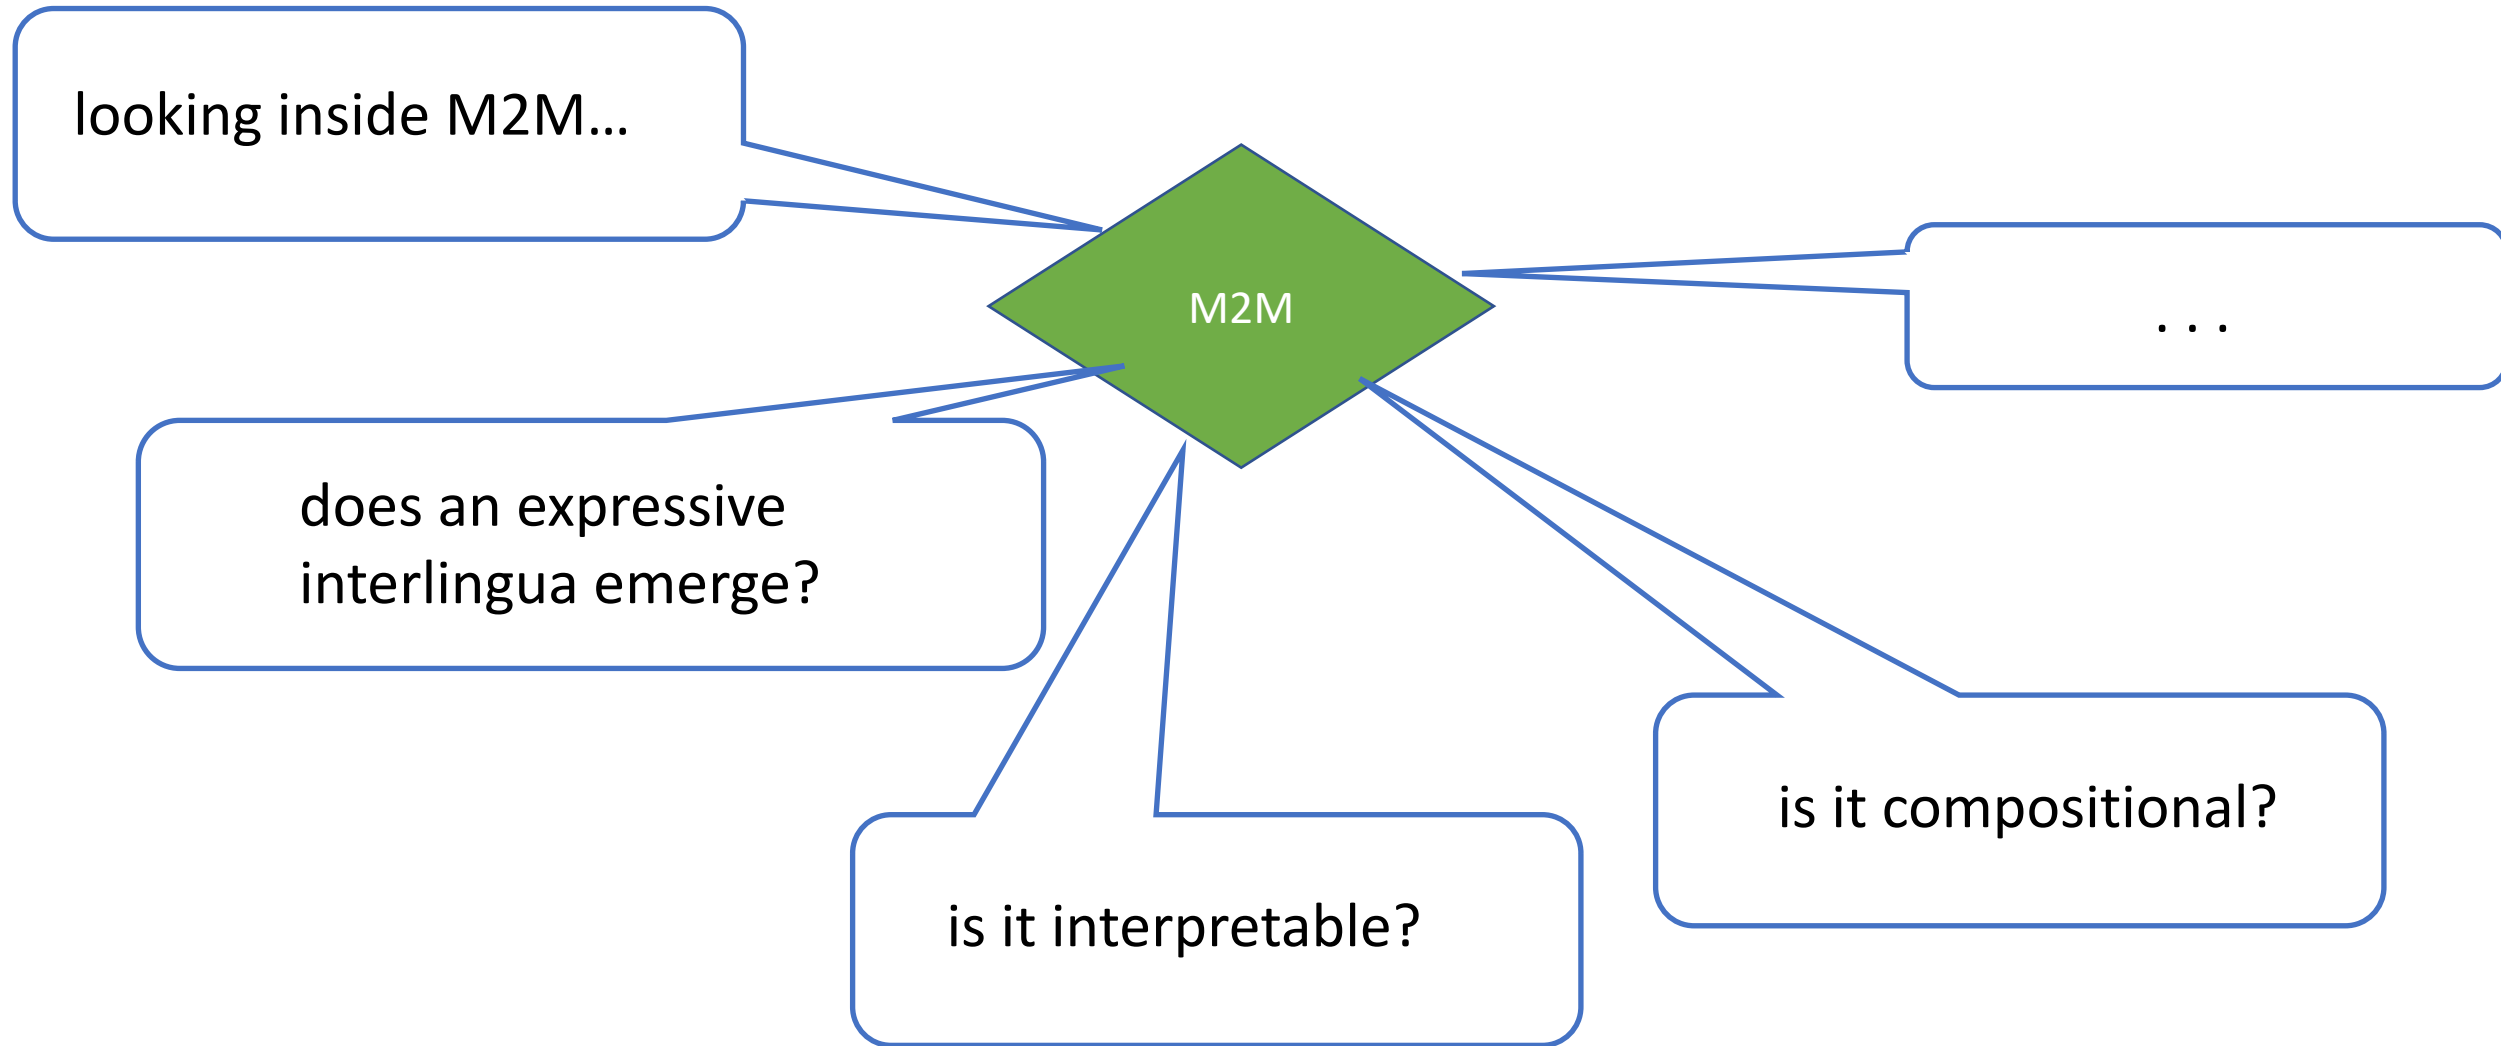 looking inside M2M...
M2M
. . .
does an expressive
interlingua emerge?
is it compositional?
is it interpretable?